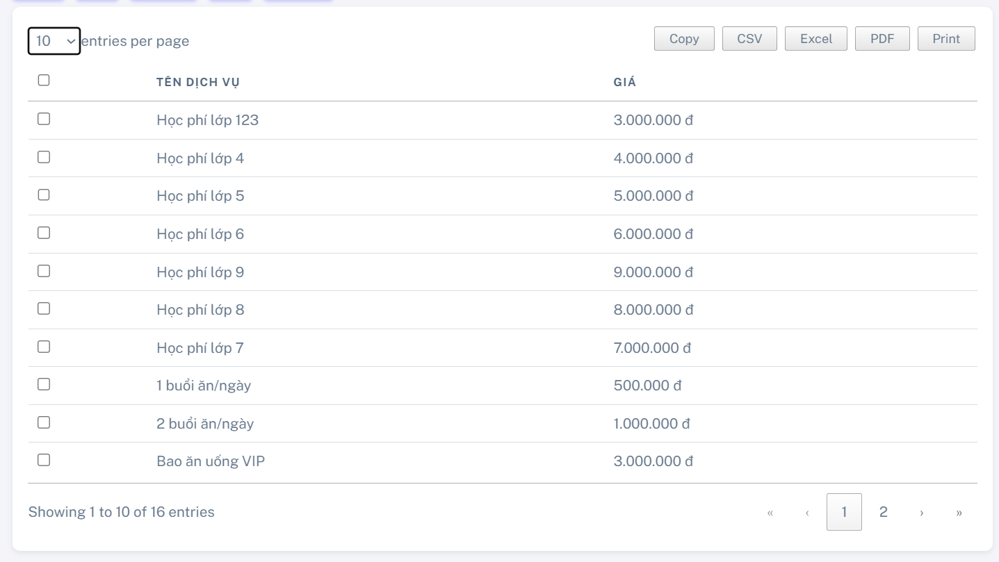 10 entries per page Copy CSV Excel PDF Print
TÊN DỊCH VỤ GIÁ
Học phí lớp 123 3.000.000 đ
Học phí lớp 4 4.000.000 đ
Học phí lớp 5 5.000.000 đ
Học phí lớp 6 6.000.000 đ
Học phí lớp 9 9.000.000 đ
Học phí lớp 8 8.000.000 đ
Học phí lớp 7 7.000.000 đ
1 buổi ăn/ngày 500.000 đ
2 buổi ăn/ngày 1.000.000 đ
Bao ăn uống VIP 3.000.000 đ
Showing 1 to 10 of 16 entries « ‹ 1 2 › »